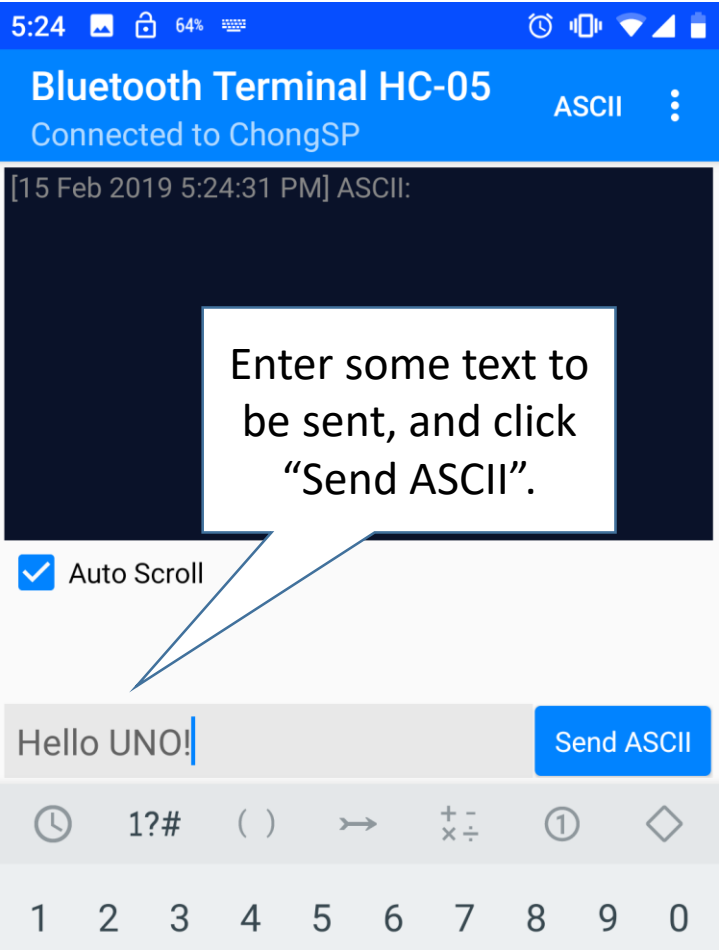 5:24 64%
Bluetooth Terminal HC-05
ASCII
Connected to ChongSP
[15 Feb 2019 5:24:31 PM] ASCII:
Enter some text to
be sent, and click
“Send ASCII”.
Auto Scroll
Hello UNO!
Send ASCII
1?# ( ) + - × ÷ 1
1 2 3 4 5 6 7 8 9 0